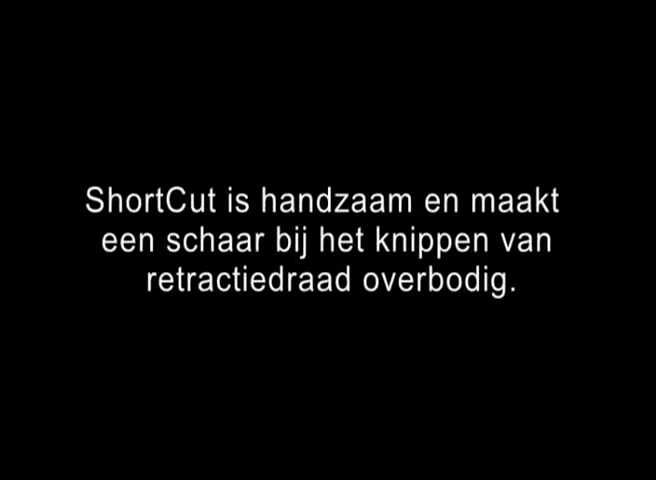 ShortCut is handzaam en maakt
een schaar bij het knippen van
retractiedraad overbodig.